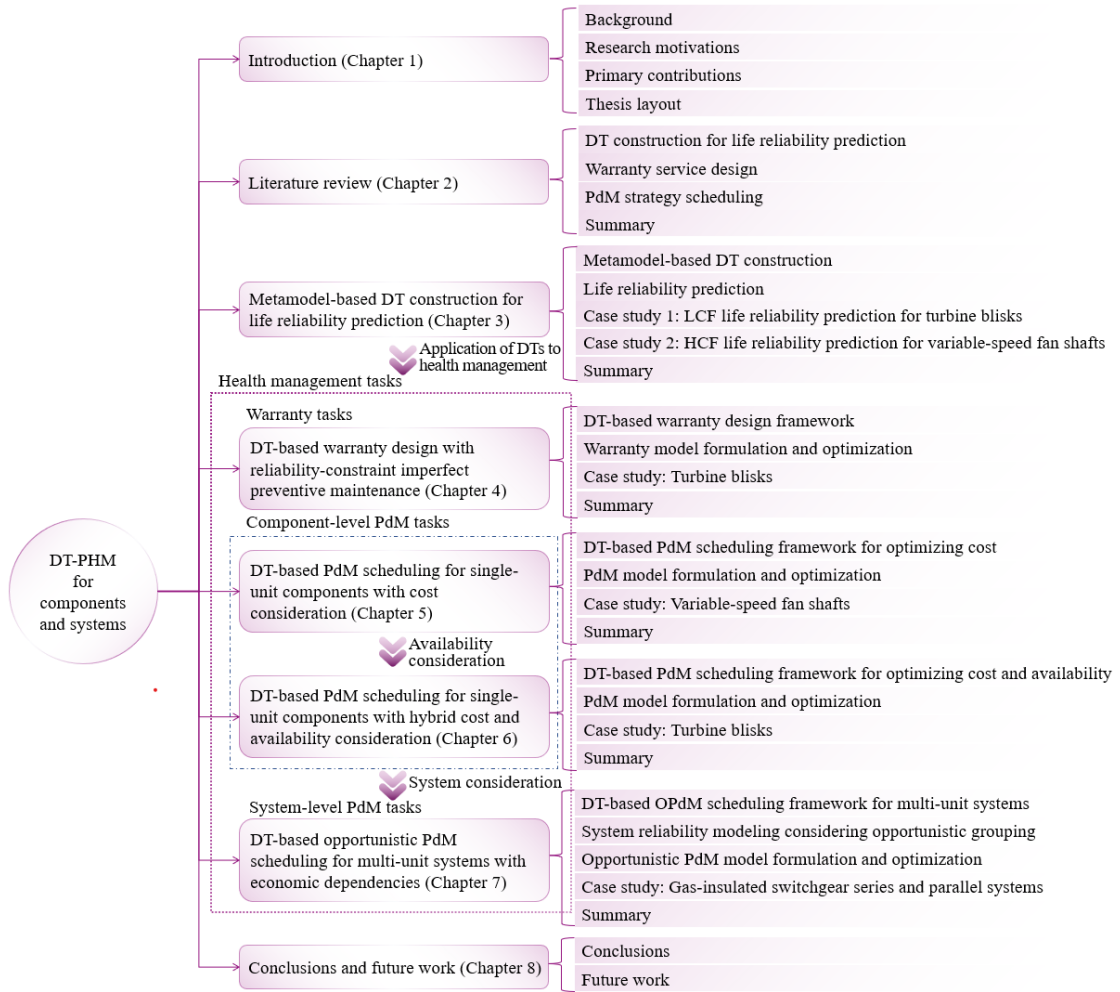 DT-PHM
for
components
and systems
Introduction (Chapter 1)
Background
Research motivations
Primary contributions
Thesis layout
Literature review (Chapter 2)
DT construction for life reliability prediction
Warranty service design
PdM strategy scheduling
Summary
Metamodel-based DT construction for
life reliability prediction (Chapter 3)
Metamodel-based DT construction
Life reliability prediction
Case study 1: LCF life reliability prediction for turbine blisks
Case study 2: HCF life reliability prediction for variable-speed fan shafts
Summary
Application of DTs to
health management
Health management tasks
Warranty tasks
DT-based warranty design with
reliability-constraint imperfect
preventive maintenance (Chapter 4)
DT-based warranty design framework
Warranty model formulation and optimization
Case study: Turbine blisks
Summary
Component-level PdM tasks
DT-based PdM scheduling for single-
unit components with cost
consideration (Chapter 5)
DT-based PdM scheduling framework for optimizing cost
PdM model formulation and optimization
Case study: Variable-speed fan shafts
Summary
Availability
consideration
DT-based PdM scheduling for single-
unit components with hybrid cost and
availability consideration (Chapter 6)
DT-based PdM scheduling framework for optimizing cost and availability
PdM model formulation and optimization
Case study: Turbine blisks
Summary
System consideration
System-level PdM tasks
DT-based opportunistic PdM
scheduling for multi-unit systems with
economic dependencies (Chapter 7)
DT-based OPdM scheduling framework for multi-unit systems
System reliability modeling considering opportunistic grouping
Opportunistic PdM model formulation and optimization
Case study: Gas-insulated switchgear series and parallel systems
Summary
Conclusions and future work (Chapter 8)
Conclusions
Future work